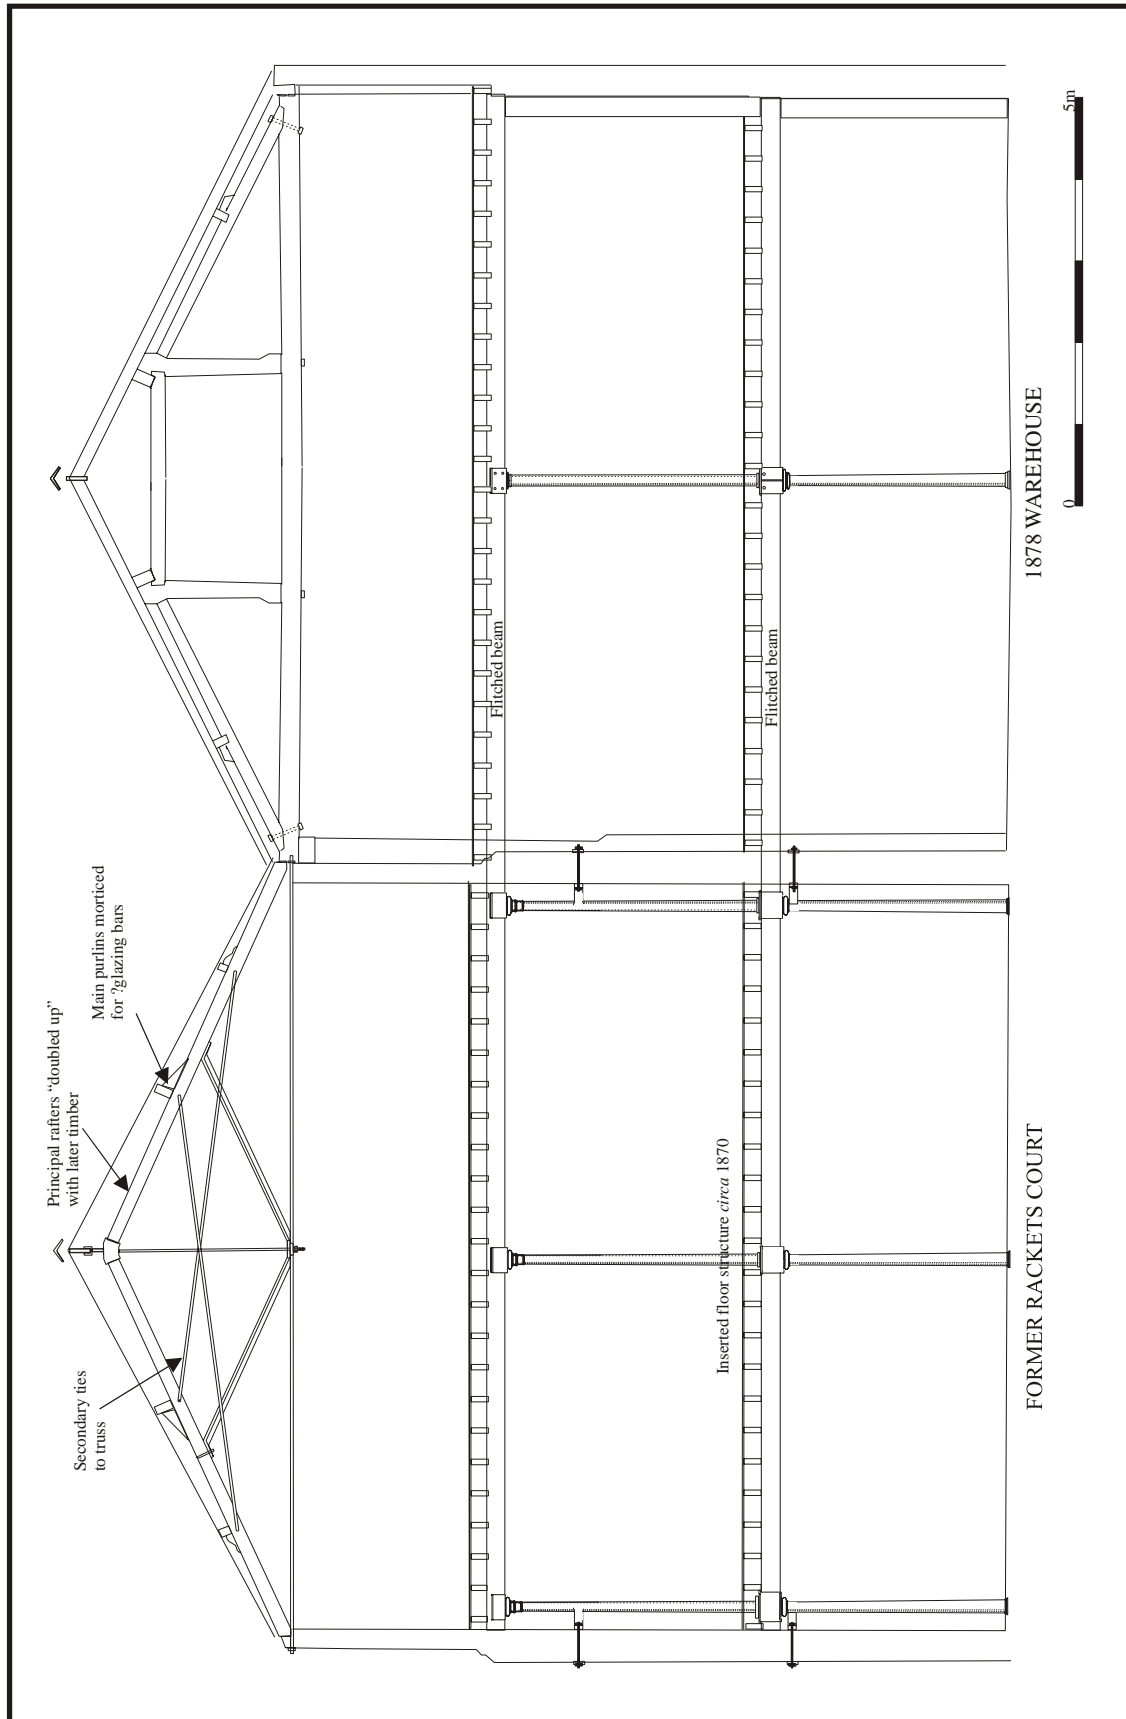 Secondary ties
to truss
Principal rafters “doubled up”
with later timber
Main purlins morticed
for ?glazing bars
Inserted floor structure circa 1870
Flitched beam
Flitched beam
FORMER RACKETS COURT
1878 WAREHOUSE
0
5m